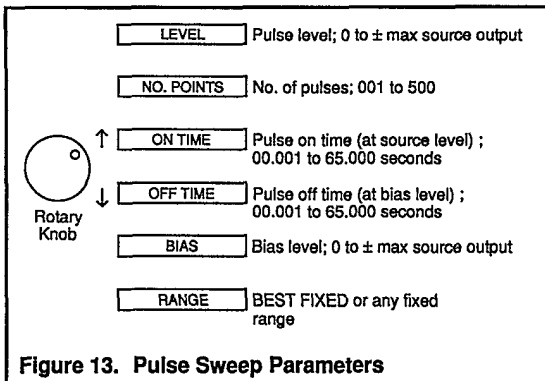 LEVEL Pulse level; 0 to ± max source output
NO. POINTS No. of pulses; 001 to 500
↑ ON TIME Pulse on time (at source level) ;
00.001 to 65.000 seconds
↓ OFF TIME Pulse off time (at bias level) ;
00.001 to 65.000 seconds
Rotary
Knob
BIAS Bias level; 0 to ± max source output
RANGE BEST FIXED or any fixed
range
Figure 13. Pulse Sweep Parameters